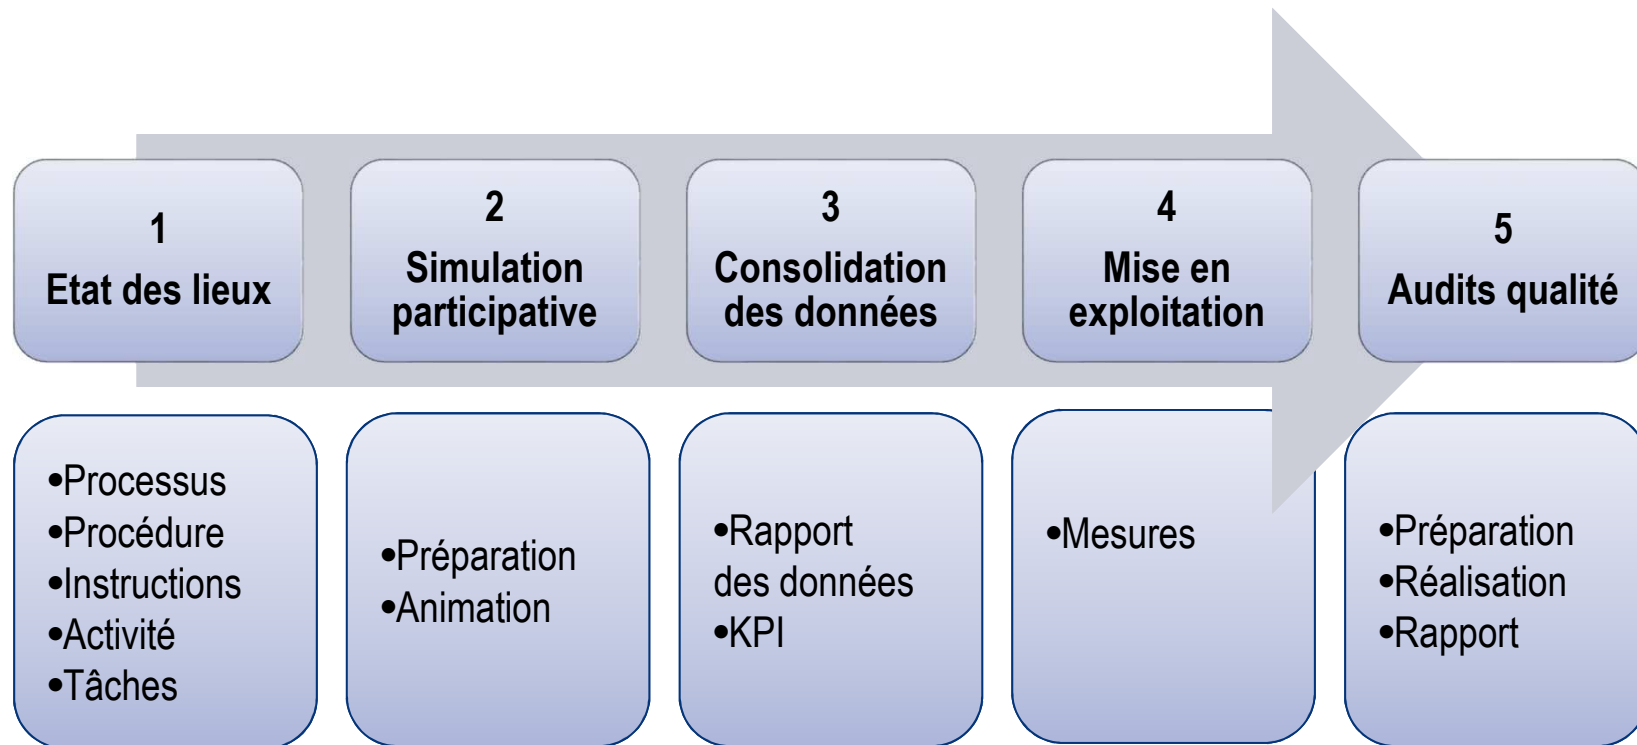 1
Etat des lieux
2
Simulation
participative
3
Consolidation
des données
4
Mise en
exploitation
5
Audits qualité
•Processus
•Procédure
•Instructions
•Activité
•Tâches
•Préparation
•Animation
•Rapport
des données
•KPI
•Mesures
•Préparation
•Réalisation
•Rapport